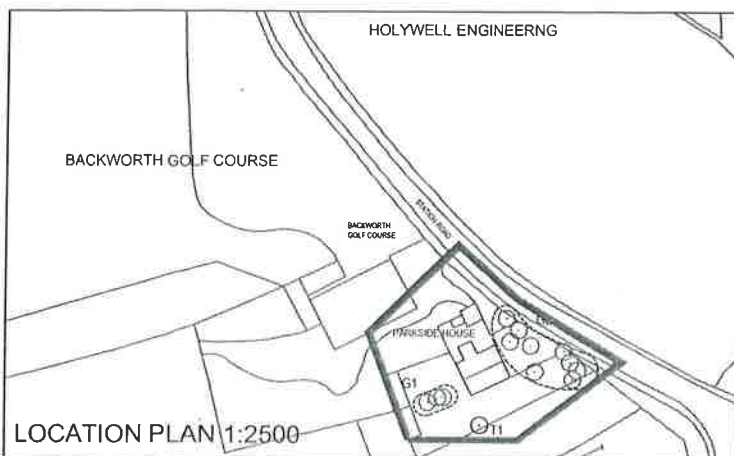 HOLYWELL ENGINEERNG
BACKWORTH GOLF COURSE
STATION ROAD
BACKWORTH
GOLF COURSE
PARKSIDE HOUSE
G1
T1
LOCATION PLAN 1:2500